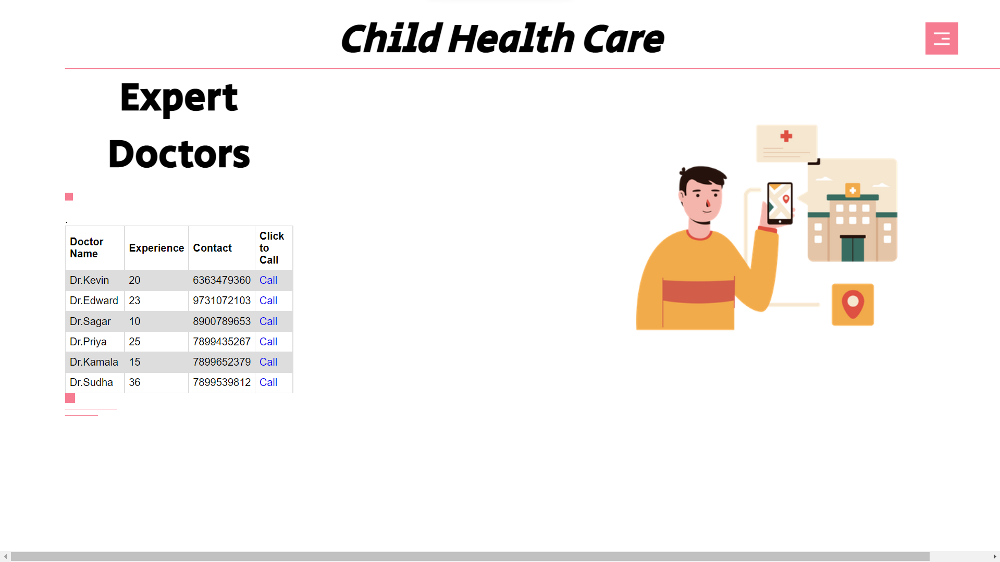 Child Health Care
Expert
Doctors
.
Doctor Name Experience Contact Click to Call
Dr.Kevin 20 6363479360 Call
Dr.Edward 23 9731072103 Call
Dr.Sagar 10 8900789653 Call
Dr.Priya 25 7899435267 Call
Dr.Kamala 15 7899652379 Call
Dr.Sudha 36 7899539812 Call